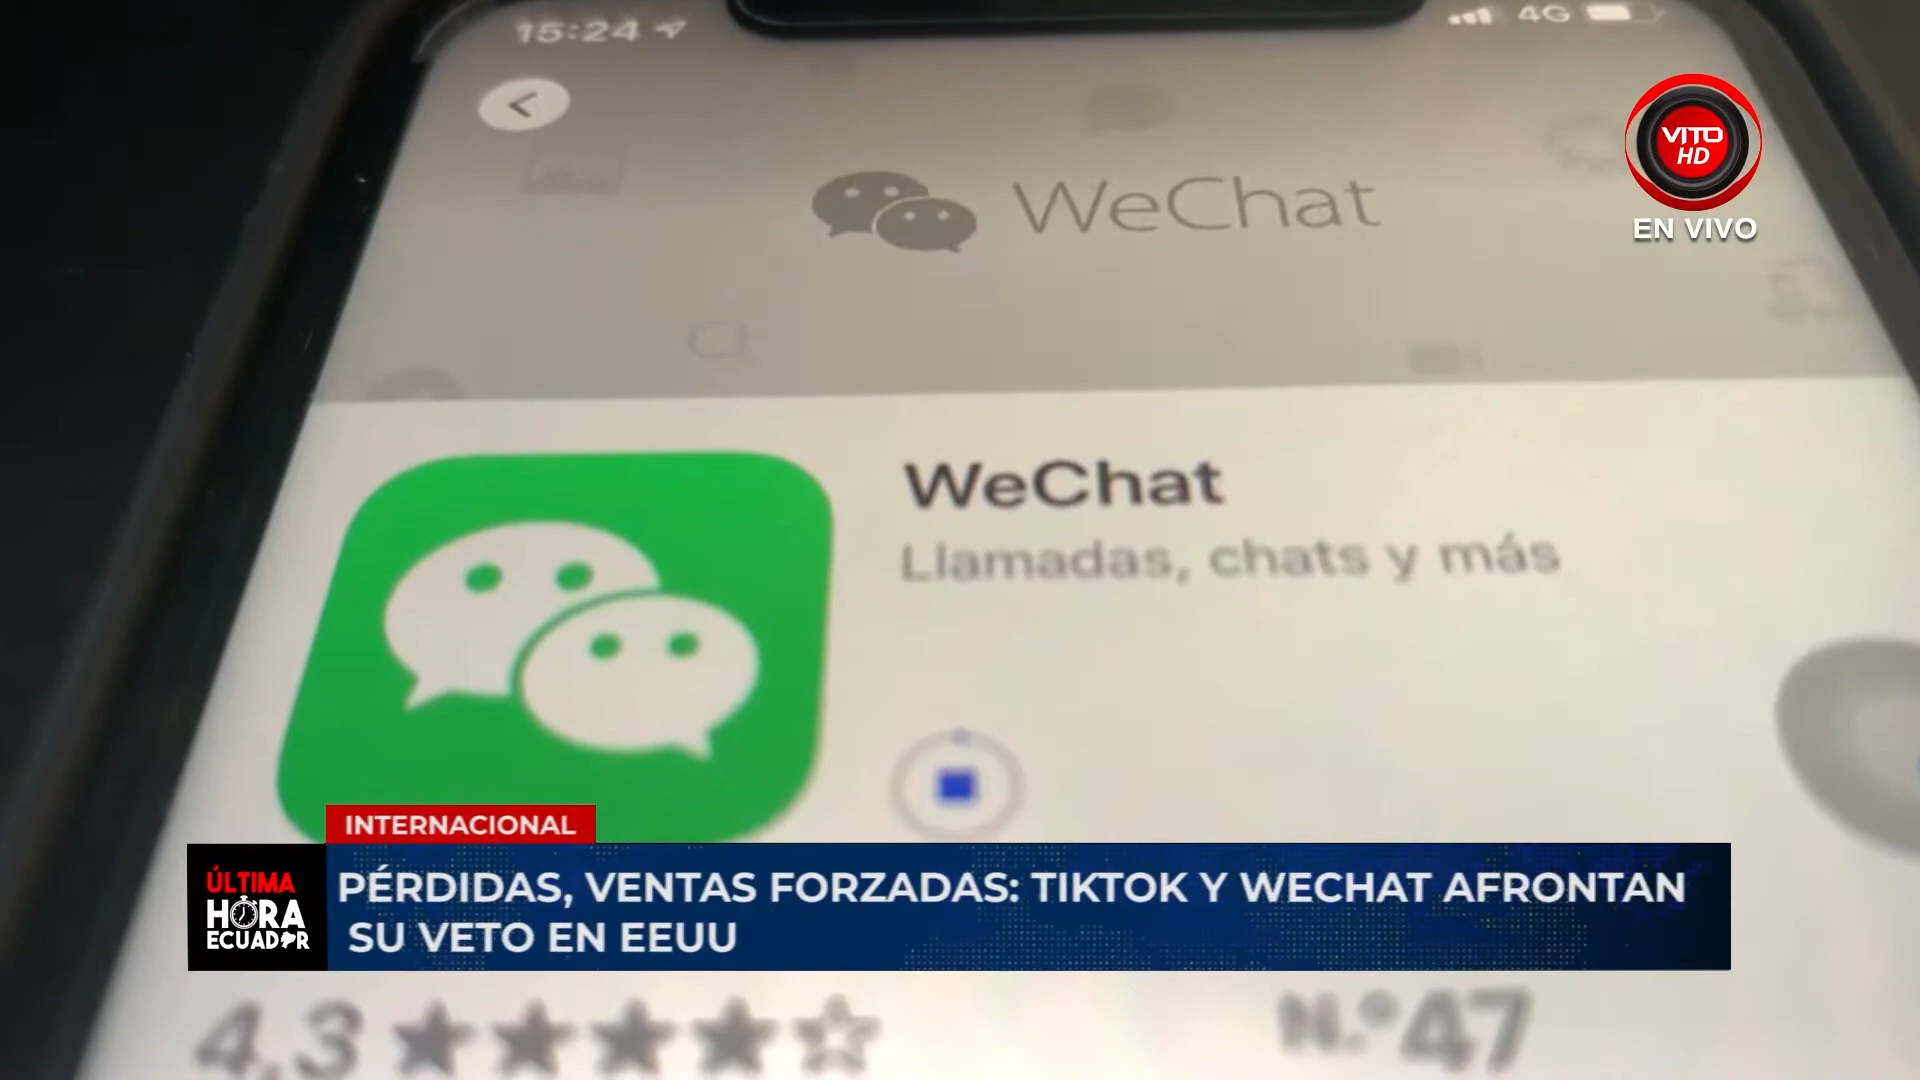 15:24
4G
VITO
HD
EN VIVO
WeChat
WeChat
Llamadas, chats y más
INTERNACIONAL
ÚLTIMA
HORA
ECUADOR
PÉRDIDAS, VENTAS FORZADAS: TIKTOK Y WECHAT AFRONTAN
SU VETO EN EEUU
4,3
N.º47